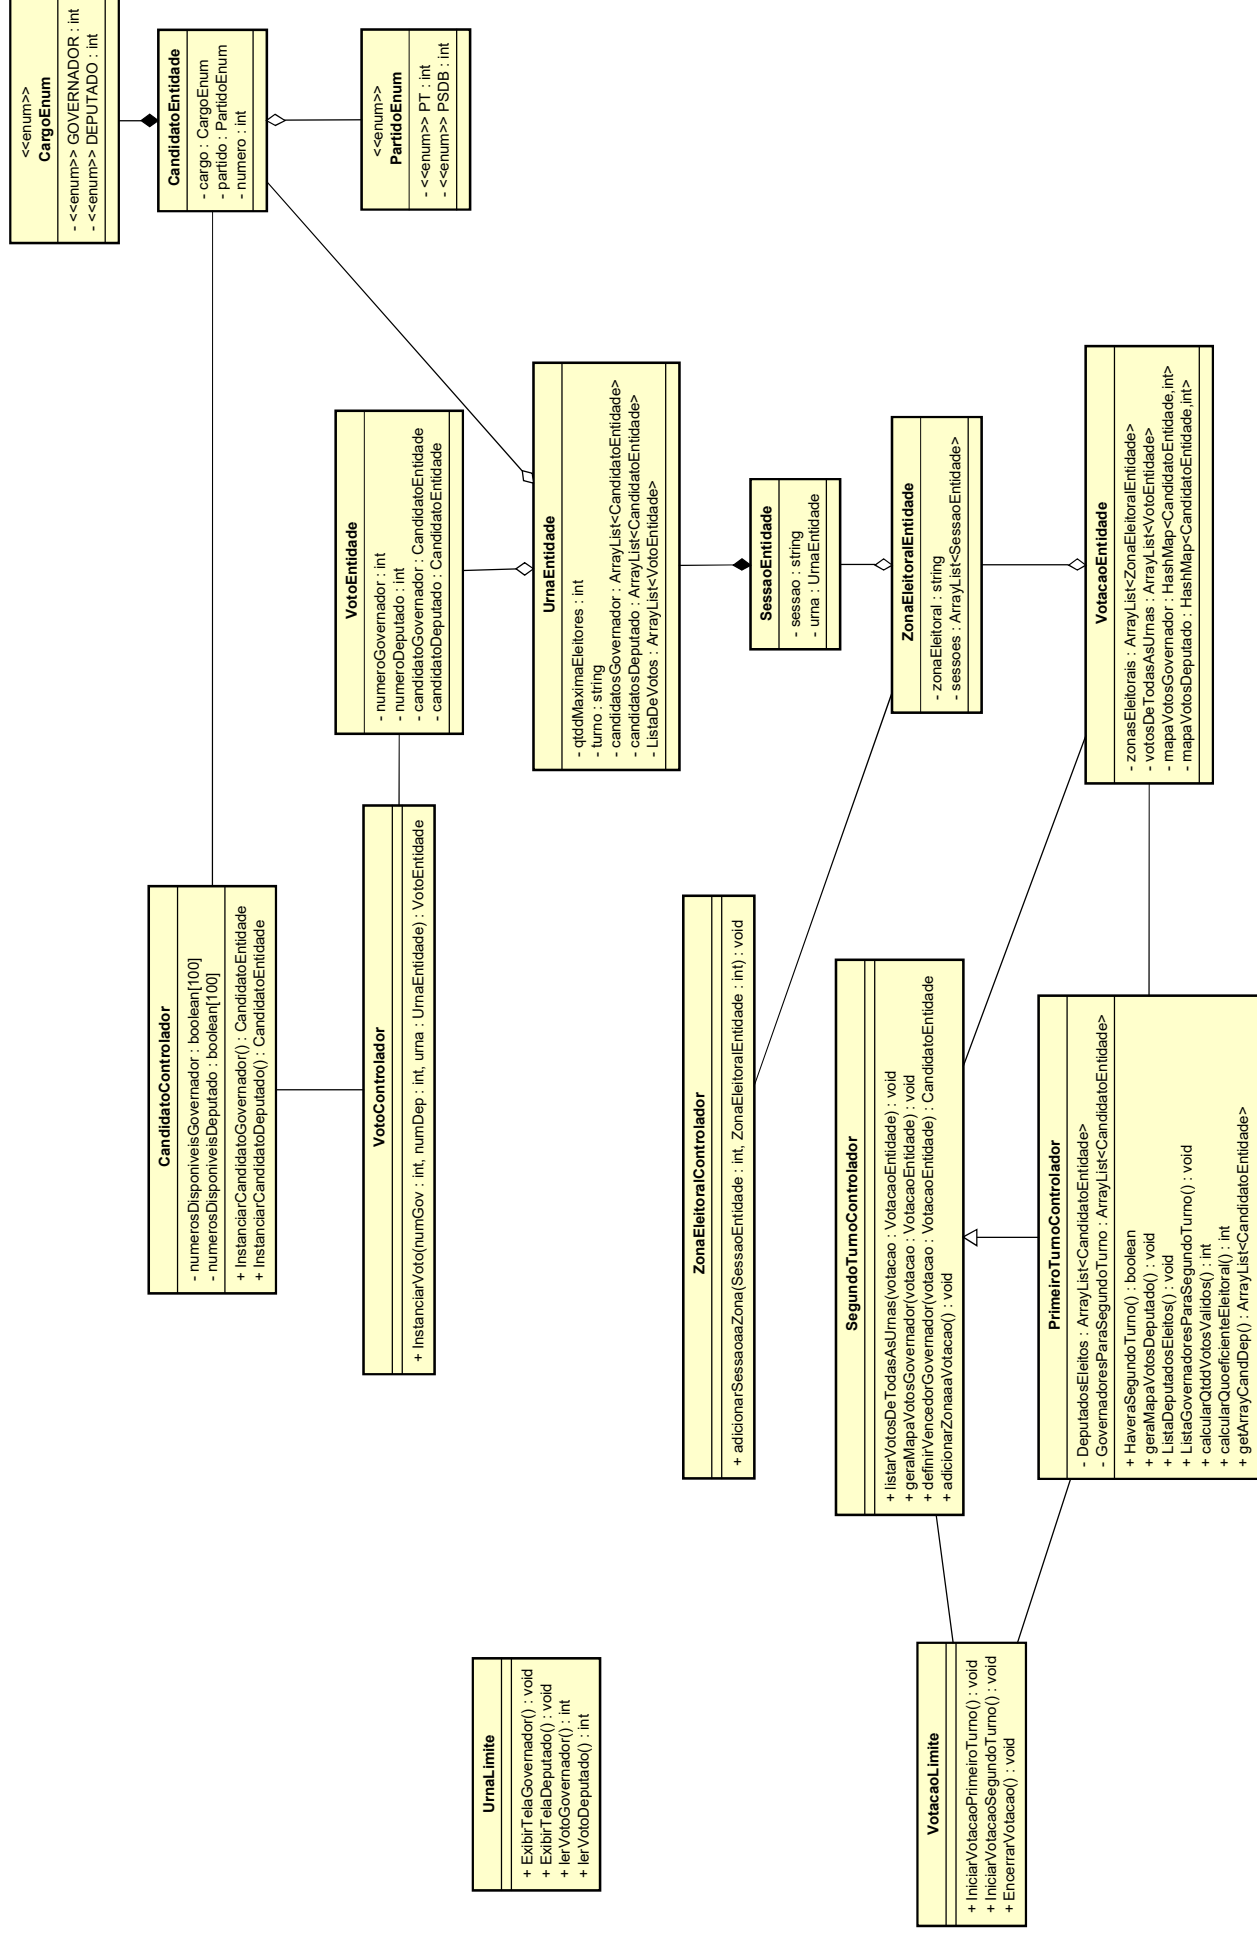 <<enum>>
CargoEnum
- <<enum>> GOVERNADOR : int
- <<enum>> DEPUTADO : int
CandidatoEntidade
- cargo : CargoEnum
- partido : PartidoEnum
- numero : int
<<enum>>
PartidoEnum
- <<enum>> PT : int
- <<enum>> PSDB : int
VotoEntidade
- numeroGovernador : int
- numeroDeputado : int
- candidatoGovernador : CandidatoEntidade
- candidatoDeputado : CandidatoEntidade
UrnaEntidade
- qtddMaximaEleitores : int
- turno : string
- candidatosGovernador : ArrayList<CandidatoEntidade>
- candidatosDeputado : ArrayList<CandidatoEntidade>
- ListaDeVotos : ArrayList<VotoEntidade>
SessaoEntidade
- sessao : string
- urna : UrnaEntidade
ZonaEleitoralEntidade
- zonaEleitoral : string
- sessoes : ArrayList<SessaoEntidade>
VotacaoEntidade
- zonasEleitorais : ArrayList<ZonaEleitoralEntidade>
- votosDeTodasAsUrnas : ArrayList<VotoEntidade>
- mapaVotosGovernador : HashMap<CandidatoEntidade,int>
- mapaVotosDeputado : HashMap<CandidatoEntidade,int>
CandidatoControlador
- numerosDisponiveisGovernador : boolean[100]
- numerosDisponiveisDeputado : boolean[100]
+ InstanciarCandidatoGovernador() : CandidatoEntidade
+ InstanciarCandidatoDeputado() : CandidatoEntidade
VotoControlador
+ InstanciarVoto(numGov : int, numDep : int, urna : UrnaEntidade) : VotoEntidade
ZonaEleitoralControlador
+ adicionarSessaoaaZona(SessaoEntidade : int, ZonaEleitoralEntidade : int) : void
SegundoTurnoControlador
+ listarVotosDeTodasAsUrnas(votacao : VotacaoEntidade) : void
+ geraMapaVotosGovernador(votacao : VotacaoEntidade) : void
+ definirVencedorGovernador(votacao : VotacaoEntidade) : CandidatoEntidade
+ adicionarZonaaaVotacao() : void
PrimeiroTurnoControlador
- DeputadosEleitos : ArrayList<CandidatoEntidade>
- GovernadoresParaSegundoTurno : ArrayList<CandidatoEntidade>
+ HaveraSegundoTurno() : boolean
+ geraMapaVotosDeputado() : void
+ ListaDeputadosEleitos() : void
+ ListaGovernadoresParaSegundoTurno() : void
+ calcularQtddVotosValidos() : int
+ calcularQuoeficienteEleitoral() : int
+ getArrayCandDep() : ArrayList<CandidatoEntidade>
UrnaLimite
+ ExibirTelaGovernador() : void
+ ExibirTelaDeputado() : void
+ lerVotoGovernador() : int
+ lerVotoDeputado() : int
VotacaoLimite
+ IniciarVotacaoPrimeiroTurno() : void
+ IniciarVotacaoSegundoTurno() : void
+ EncerrarVotacao() : void